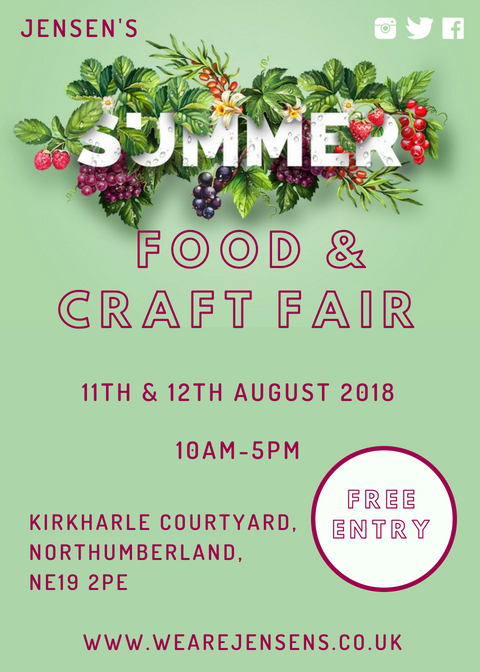 JENSEN'S
SUMMER
FOOD &
CRAFT FAIR
11TH & 12TH AUGUST 2018
10AM-5PM
FREE
ENTRY
KIRKHARLE COURTYARD,
NORTHUMBERLAND,
NE19 2PE
WWW.WEAREJENSENS.CO.UK